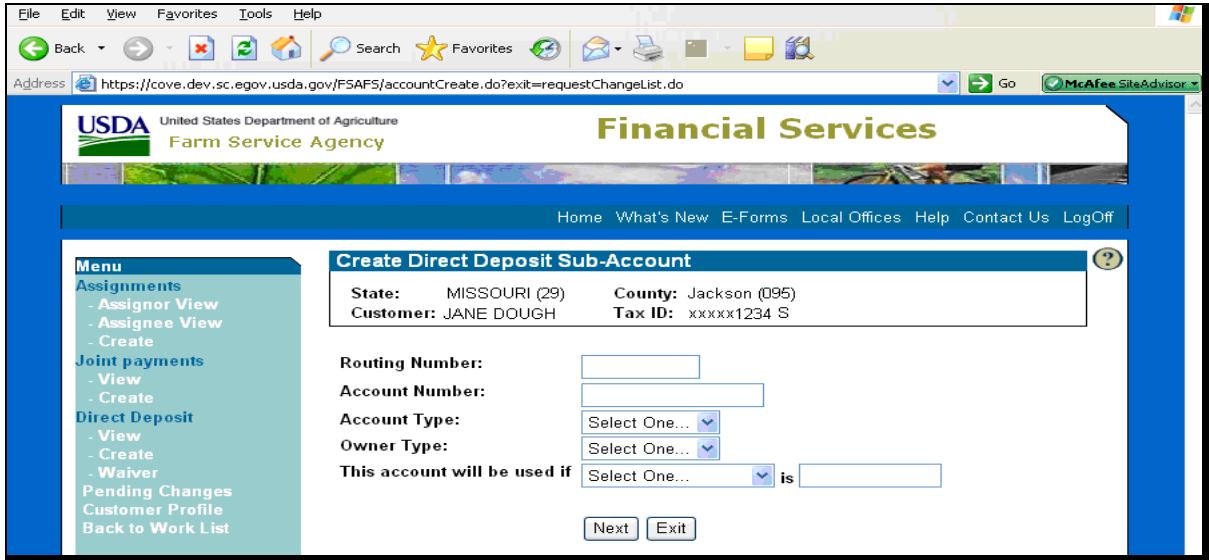 File Edit View Favorites Tools Help
Back Search Favorites
Address https://cove.dev.sc.egov.usda.gov/FSAFS/accountCreate.do?exit=requestChangeList.do Go McAfee SiteAdvisor
USDA United States Department of Agriculture
Farm Service Agency
Financial Services
Home What's New E-Forms Local Offices Help Contact Us LogOff
Menu
Assignments
- Assignor View
- Assignee View
- Create
Joint payments
- View
- Create
Direct Deposit
- View
- Create
- Waiver
Pending Changes
Customer Profile
Back to Work List
Create Direct Deposit Sub-Account ?
State: MISSOURI (29) County: Jackson (095)
Customer: JANE DOUGH Tax ID: xxxxx1234 S
Routing Number:
Account Number:
Account Type: Select One...
Owner Type: Select One...
This account will be used if Select One... is
Next Exit